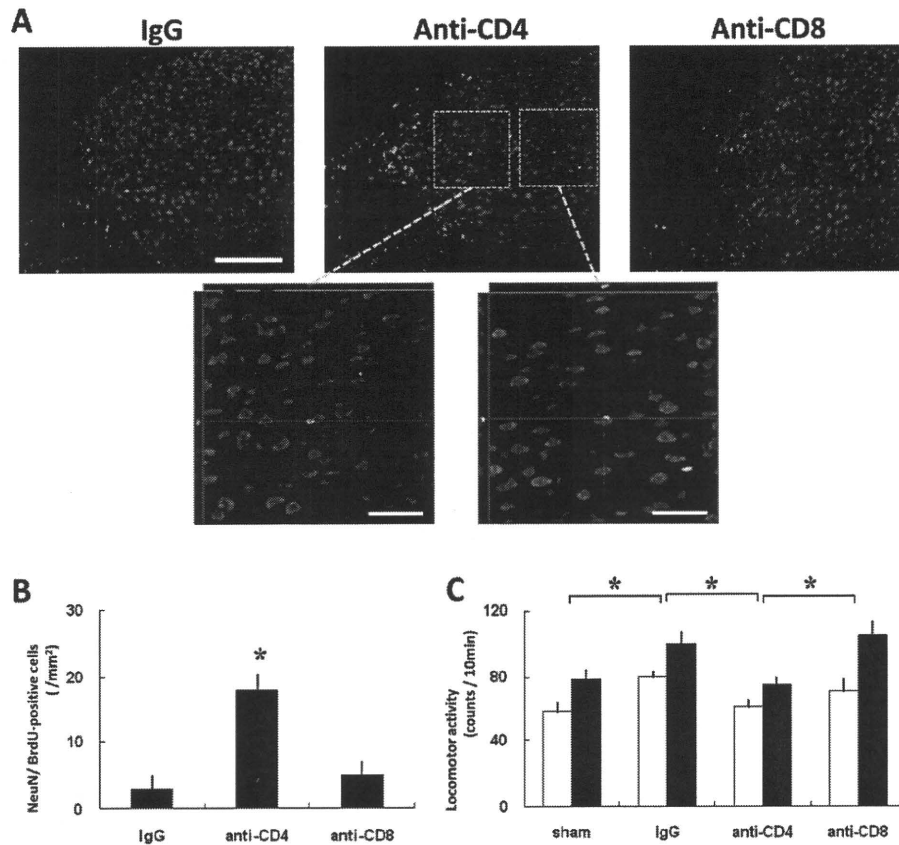 A
IgG
Anti-CD4
Anti-CD8
B
NeuN/ BrdU-positive cells
(/mm²)
30
20
10
0
*
IgG
anti-CD4
anti-CD8
C
Locomotor activity
(counts / 10min)
120
80
40
0
*
*
*
sham
IgG
anti-CD4
anti-CD8